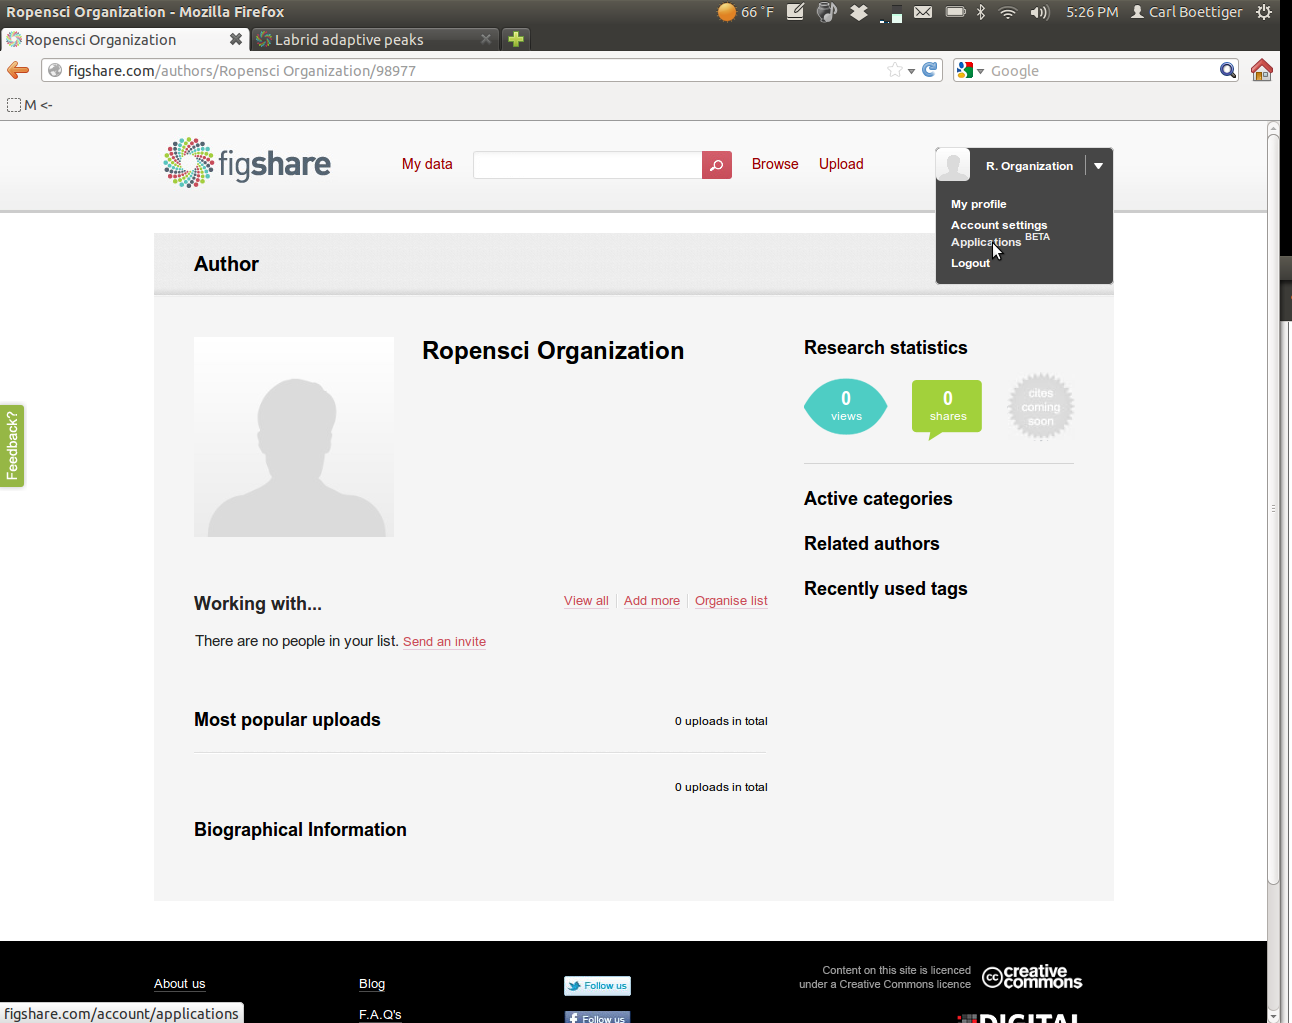 Ropensci Organization - Mozilla Firefox
66 °F
5:26 PM
Carl Boettiger
Ropensci Organization
Labrid adaptive peaks
figshare.com/authors/Ropensci Organization/98977
Google
M <-
figshare
My data
Browse
Upload
R. Organization
My profile
Account settings
Applications BETA
Logout
Author
Ropensci Organization
Research statistics
0
views
0
shares
cites
coming
soon
Feedback?
Active categories
Related authors
Recently used tags
Working with...
View all
Add more
Organise list
There are no people in your list. Send an invite
Most popular uploads
0 uploads in total
0 uploads in total
Biographical Information
About us
Blog
Follow us
Content on this site is licenced
under a Creative Commons licence
cc creative
commons
figshare.com/account/applications
F.A.Q's
Follow us
DIGITAL